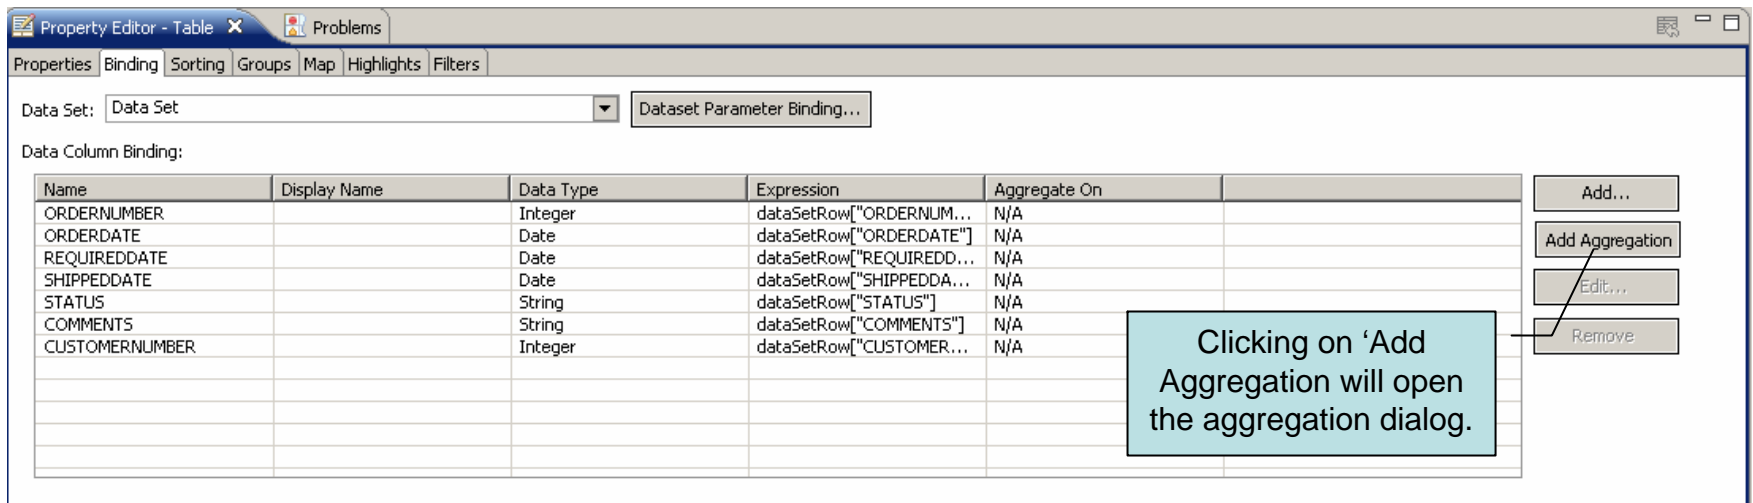 Property Editor - Table Problems
Properties Binding Sorting Groups Map Highlights Filters
Data Set: Data Set Dataset Parameter Binding...
Data Column Binding:
Name Display Name Data Type Expression Aggregate On Add...
ORDERNUMBER Integer dataSetRow["ORDERNUM... N/A
ORDERDATE Date dataSetRow["ORDERDATE"] N/A Add Aggregation
REQUIREDDATE Date dataSetRow["REQUIREDD... N/A
SHIPPEDDATE Date dataSetRow["SHIPPEDDA... N/A Edit...
STATUS String dataSetRow["STATUS"] N/A
COMMENTS String dataSetRow["COMMENTS"] N/A Remove
CUSTOMERNUMBER Integer dataSetRow["CUSTOMER... N/A
Clicking on ‘Add
Aggregation will open
the aggregation dialog.